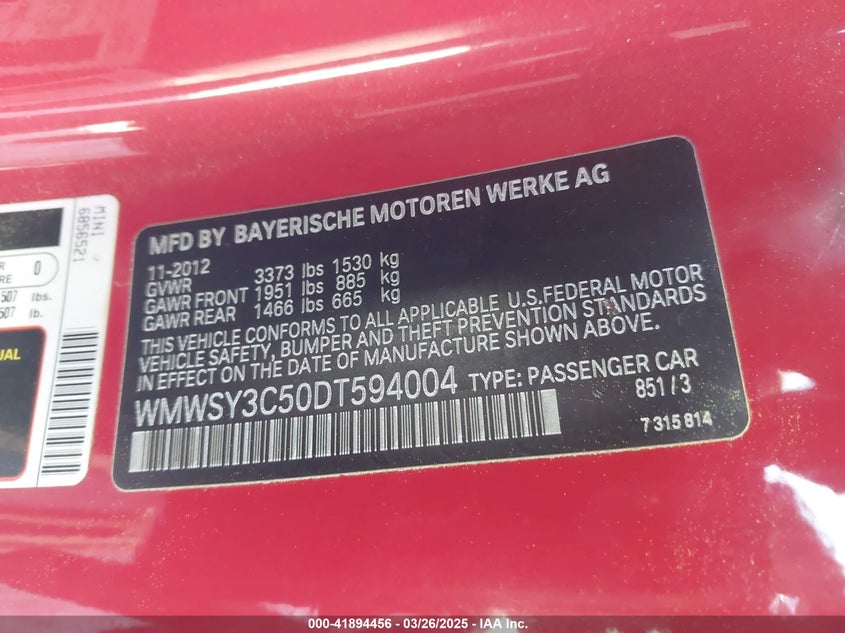 MINI
6856521
R
RE
0
507 lbs.
507 lb.
UAL
MFD BY BAYERISCHE MOTOREN WERKE AG
11-2012
GVWR 3373 lbs 1530 kg
GAWR FRONT 1951 lbs 885 kg
GAWR REAR 1466 lbs 665 kg
THIS VEHICLE CONFORMS TO ALL APPLICABLE U.S.FEDERAL MOTOR
VEHICLE SAFETY, BUMPER AND THEFT PREVENTION STANDARDS
IN EFFECT ON THE DATE OF MANUFACTURE SHOWN ABOVE.
WMWSY3C50DT594004 TYPE: PASSENGER CAR
851 / 3
7 315 814
000-41894456 - 03/26/2025 - IAA Inc.